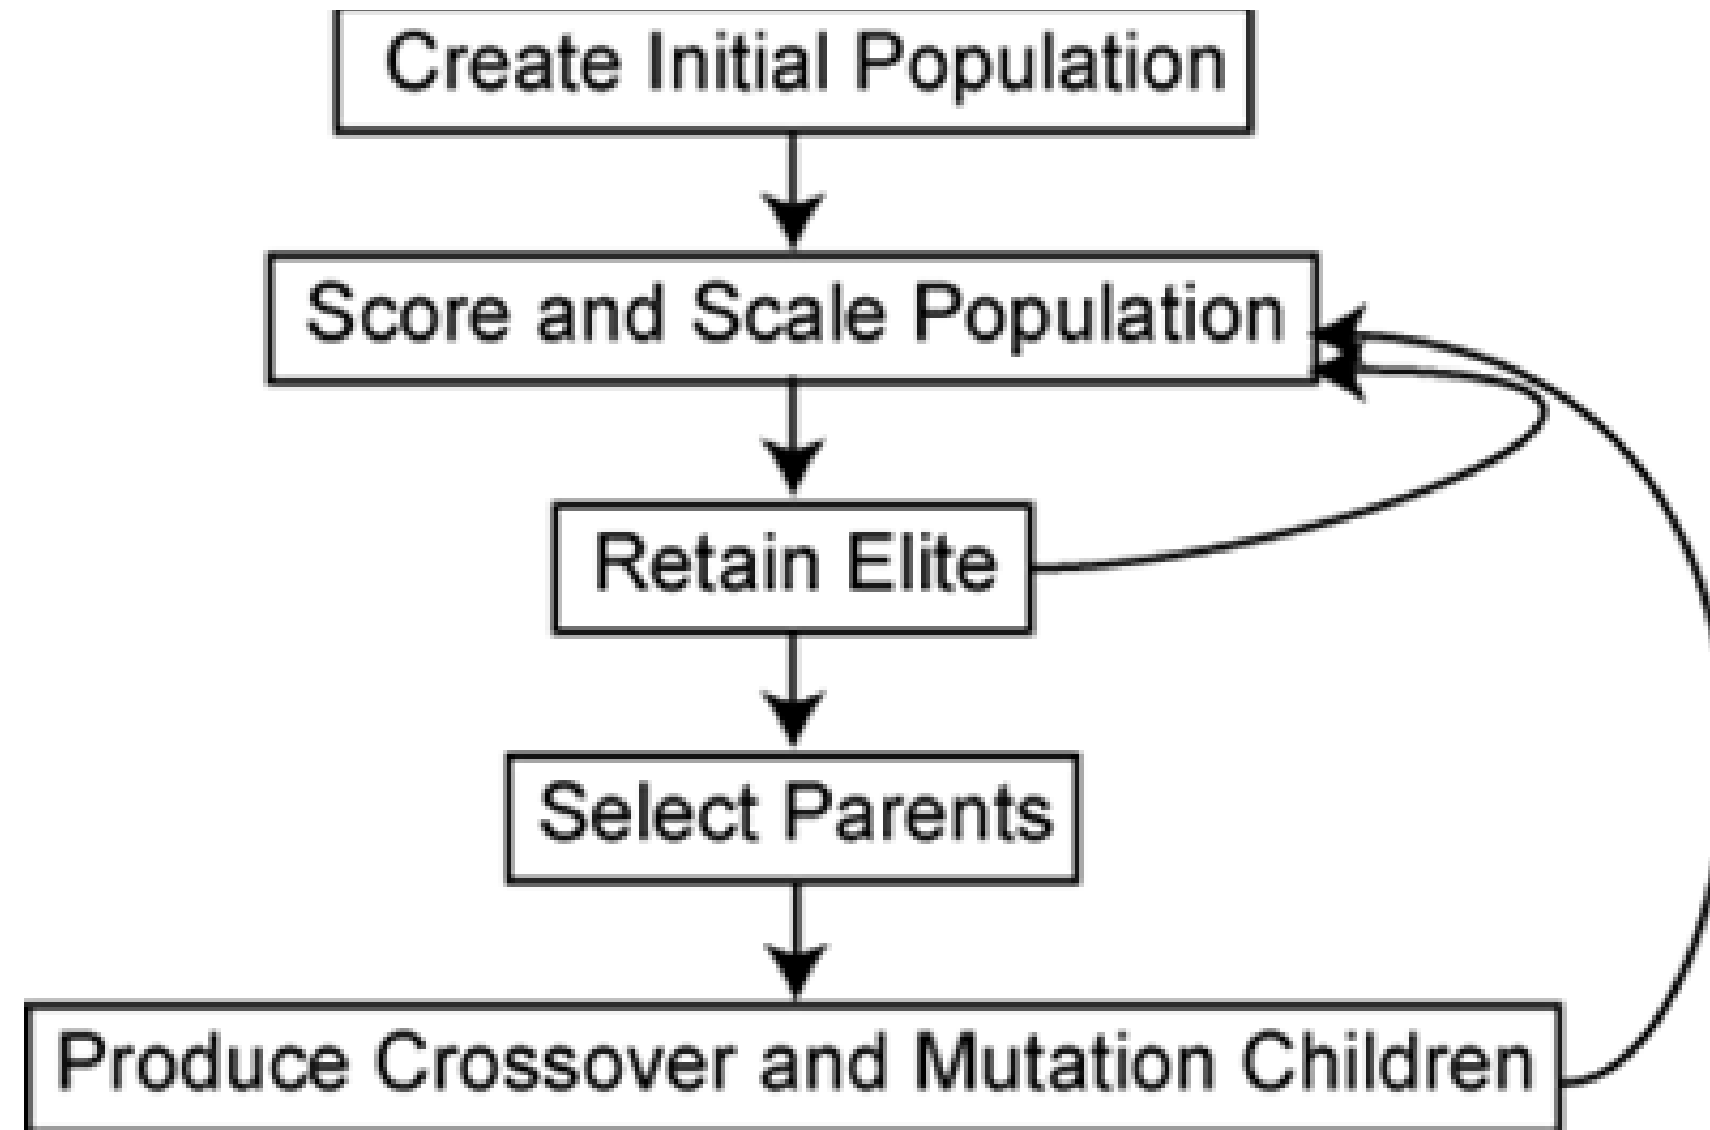 Create Initial Population
Score and Scale Population
Retain Elite
Select Parents
Produce Crossover and Mutation Children